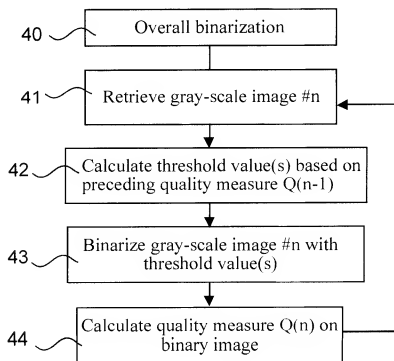 40 Overall binarization
41 Retrieve gray-scale image #n
42 Calculate threshold value(s) based on
preceding quality measure Q(n-1)
43 Binarize gray-scale image #n with
threshold value(s)
44 Calculate quality measure Q(n) on
binary image